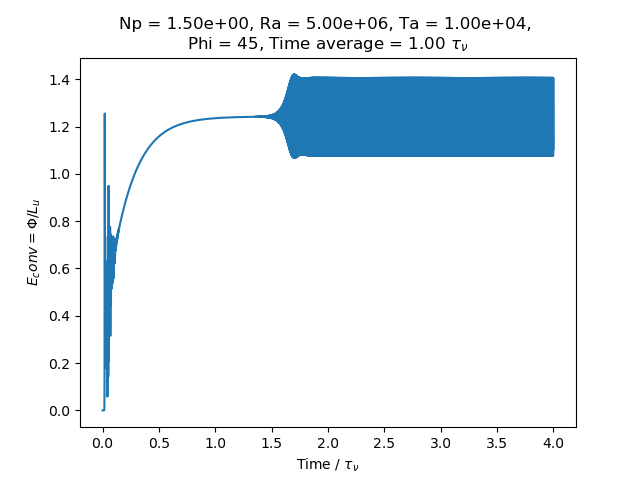 Np = 1.50e+00, Ra = 5.00e+06, Ta = 1.00e+04,
Phi = 45, Time average = 1.00 τν
1.4
1.2
1.0
0.8
0.6
0.4
0.2
0.0
E_conv = Φ/L_u
0.0 0.5 1.0 1.5 2.0 2.5 3.0 3.5 4.0
Time / τν